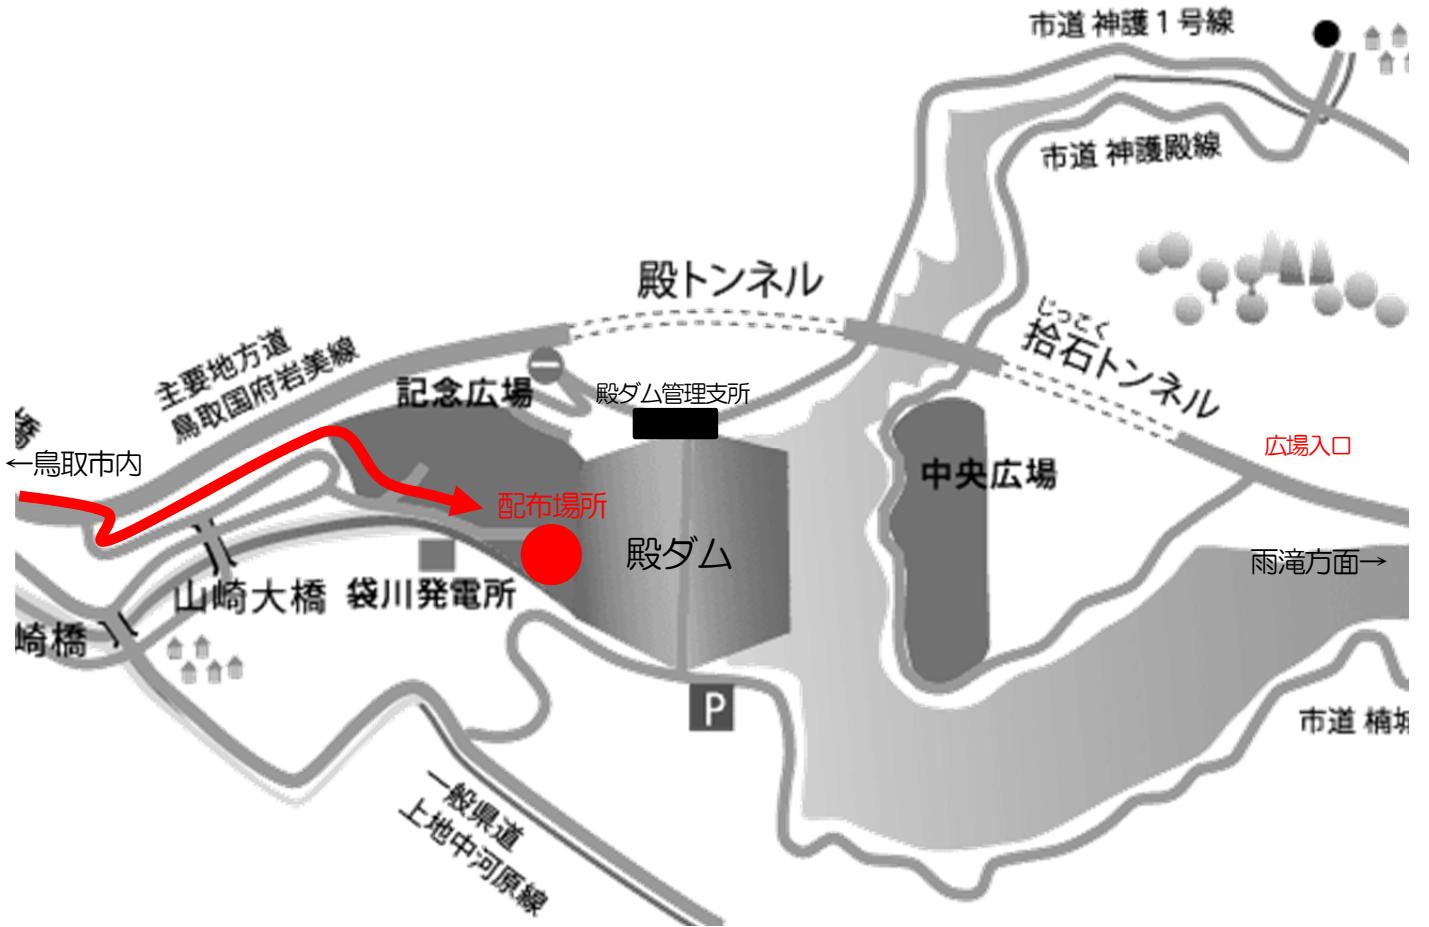 市道 神護１号線
市道 神護殿線
殿トンネル
じっこく
拾石トンネル
主要地方道
鳥取国府岩美線
記念広場
殿ダム管理支所
橋
←鳥取市内
広場入口
中央広場
配布場所
殿ダム
雨滝方面→
山崎大橋
袋川発電所
崎橋
P
市道 楠城
一般県道
上地中河原線